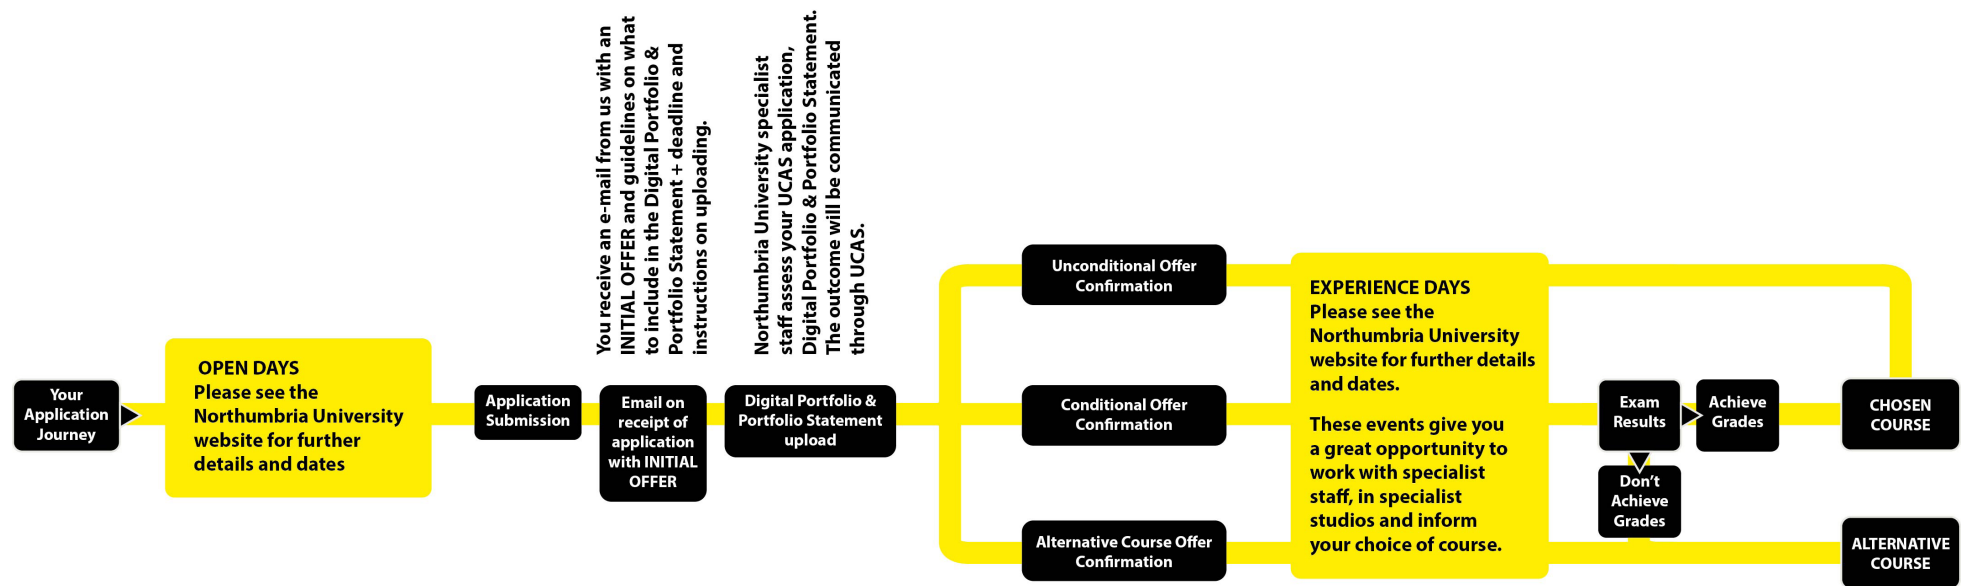 Your
Application
Journey
OPEN DAYS
Please see the
Northumbria University
website for further
details and dates
Application
Submission
You receive an e-mail from us with an
INITIAL OFFER and guidelines on what
to include in the Digital Portfolio &
Portfolio Statement + deadline and
instructions on uploading.
Email on
receipt of
application
with INITIAL
OFFER
Northumbria University specialist
staff assess your UCAS application,
Digital Portfolio & Portfolio Statement.
The outcome will be communicated
through UCAS.
Digital Portfolio &
Portfolio Statement
upload
Unconditional Offer
Confirmation
Conditional Offer
Confirmation
Alternative Course Offer
Confirmation
EXPERIENCE DAYS
Please see the
Northumbria University
website for further details
and dates.
These events give you
a great opportunity to
work with specialist
staff, in specialist
studios and inform
your choice of course.
Exam
Results
Achieve
Grades
Don't
Achieve
Grades
CHOSEN
COURSE
ALTERNATIVE
COURSE